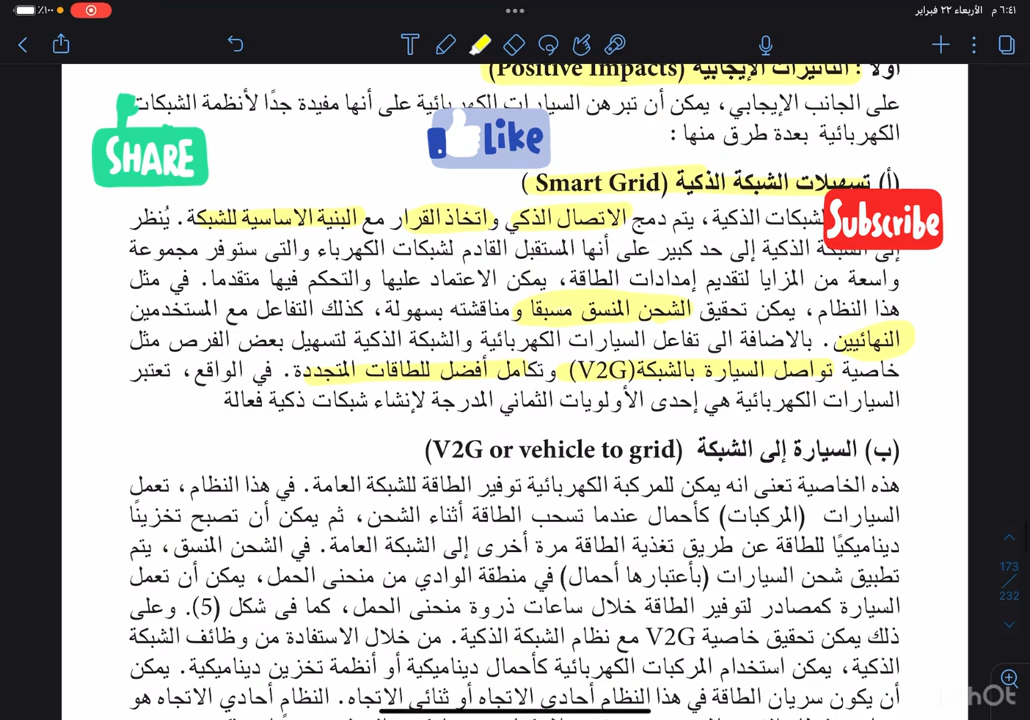 ٦:٤١ م الأربعاء ٢٢ فبراير
٪١٠٠
أولا : التأثيرات الإيجابية (Positive Impacts)
على الجانب الإيجابي، يمكن أن تبرهن السيارات الكهربائية على أنها مفيدة جدًا لأنظمة الشبكات
الكهربائية بعدة طرق منها:
SHARE
Like
Subscribe
(أ) تسهيلات الشبكة الذكية (Smart Grid )
الشبكات الذكية، يتم دمج الاتصال الذكي واتخاذ القرار مع البنية الاساسية للشبكة. يُنظر
إلى الشبكة الذكية إلى حد كبير على أنها المستقبل القادم لشبكات الكهرباء والتى ستوفر مجموعة
واسعة من المزايا لتقديم إمدادات الطاقة، يمكن الاعتماد عليها والتحكم فيها متقدما. في مثل
هذا النظام، يمكن تحقيق الشحن المنسق مسبقا ومناقشته بسهولة، كذلك التفاعل مع المستخدمين
النهائيين. بالاضافة الى تفاعل السيارات الكهربائية والشبكة الذكية لتسهيل بعض الفرص مثل
خاصية تواصل السيارة بالشبكة(V2G) وتكامل أفضل للطاقات المتجددة. في الواقع، تعتبر
السيارات الكهربائية هي إحدى الأولويات الثماني المدرجة لإنشاء شبكات ذكية فعالة
(ب) السيارة إلى الشبكة (V2G or vehicle to grid)
هذه الخاصية تعنى انه يمكن للمركبة الكهربائية توفير الطاقة للشبكة العامة. في هذا النظام، تعمل
السيارات (المركبات) كأحمال عندما تسحب الطاقة أثناء الشحن، ثم يمكن أن تصبح تخزينًا
ديناميكيًا للطاقة عن طريق تغذية الطاقة مرة أخرى إلى الشبكة العامة. في الشحن المنسق، يتم
تطبيق شحن السيارات (بأعتبارها أحمال) في منطقة الوادي من منحنى الحمل، يمكن أن تعمل
السيارة كمصادر لتوفير الطاقة خلال ساعات ذروة منحنى الحمل، كما فى شكل (5). وعلى
ذلك يمكن تحقيق خاصية V2G مع نظام الشبكة الذكية. من خلال الاستفادة من وظائف الشبكة
الذكية، يمكن استخدام المركبات الكهربائية كأحمال ديناميكية أو أنظمة تخزين ديناميكية. يمكن
أن يكون سريان الطاقة في هذا النظام أحادي الاتجاه أو ثنائي الاتجاه. النظام أحادي الاتجاه هو
173
232